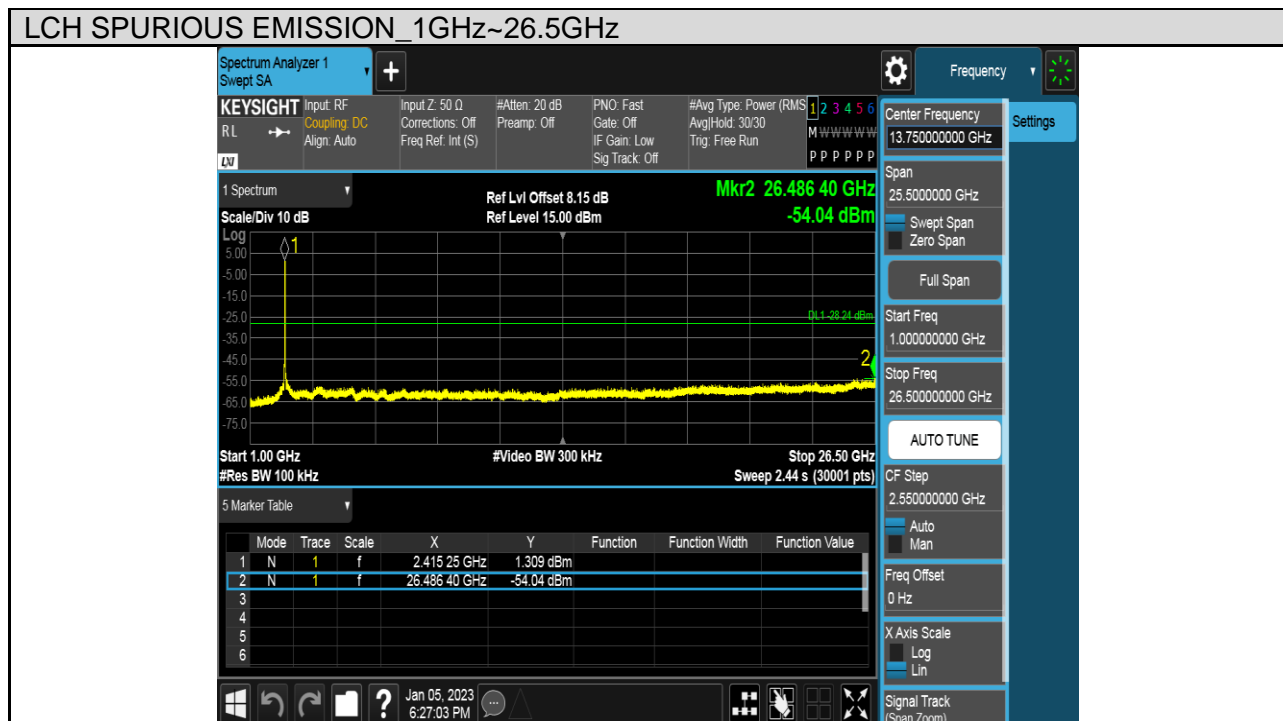 LCH SPURIOUS EMISSION_1GHz~26.5GHz
Spectrum Analyzer 1
Swept SA
+
Frequency
KEYSIGHT
RL
LXI
Input: RF
Coupling: DC
Align: Auto
Input Z: 50 Ω
Corrections: Off
Freq Ref: Int (S)
#Atten: 20 dB
Preamp: Off
PNO: Fast
Gate: Off
IF Gain: Low
Sig Track: Off
#Avg Type: Power (RMS
Avg|Hold: 30/30
Trig: Free Run
1 2 3 4 5 6
M W W W W W
P P P P P P
1 Spectrum
Scale/Div 10 dB
Ref Lvl Offset 8.15 dB
Ref Level 15.00 dBm
Mkr2 26.486 40 GHz
-54.04 dBm
Log
1
5.00
-5.00
-15.0
-25.0
DL1 -28.24 dBm
-35.0
-45.0
2
-55.0
-65.0
-75.0
Start 1.00 GHz
#Video BW 300 kHz
Stop 26.50 GHz
#Res BW 100 kHz
Sweep 2.44 s (30001 pts)
5 Marker Table
Mode Trace Scale X Y Function Function Width Function Value
1 N 1 f 2.415 25 GHz 1.309 dBm
2 N 1 f 26.486 40 GHz -54.04 dBm
3
4
5
6
?
Jan 05, 2023
6:27:03 PM
Center Frequency
13.750000000 GHz
Settings
Span
25.5000000 GHz
Swept Span
Zero Span
Full Span
Start Freq
1.000000000 GHz
Stop Freq
26.500000000 GHz
AUTO TUNE
CF Step
2.550000000 GHz
Auto
Man
Freq Offset
0 Hz
X Axis Scale
Log
Lin
Signal Track
(Span Zoom)